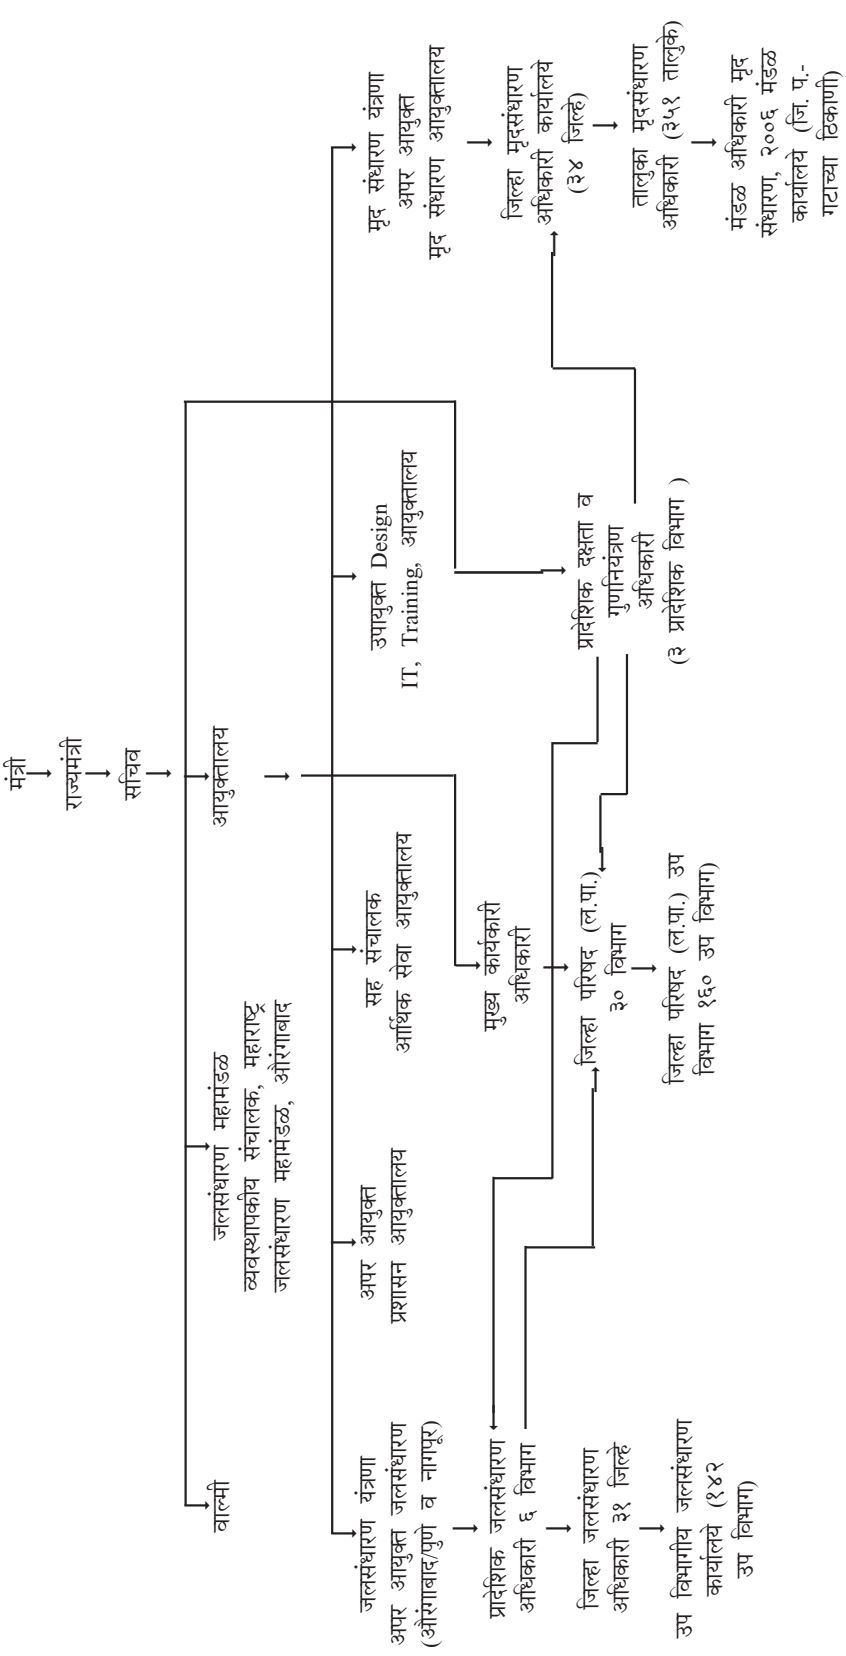 मंत्री
राज्यमंत्री
सचिव
वाल्मी
जलसंधारण महामंडळ
व्यवस्थापकीय संचालक, महाराष्ट्र
जलसंधारण महामंडळ, औरंगाबाद
आयुक्तालय
जलसंधारण यंत्रणा
अपर आयुक्त जलसंधारण
(औरंगाबाद/पुणे व नागपूर)
अपर आयुक्त
प्रशासन आयुक्तालय
सह संचालक
आर्थिक सेवा आयुक्तालय
उपायुक्त Design
IT, Training, आयुक्तालय
मृद संधारण यंत्रणा
अपर आयुक्त
मृद संधारण आयुक्तालय
प्रादेशिक जलसंधारण
अधिकारी ६ विभाग
मुख्य कार्यकारी
अधिकारी
जिल्हा मृदसंधारण
अधिकारी कार्यालये
(३४ जिल्हे)
जिल्हा जलसंधारण
अधिकारी ३१ जिल्हे
जिल्हा परिषद (ल.पा.)
३० विभाग
प्रादेशिक दक्षता व
गुणनियंत्रण
अधिकारी
(३ प्रादेशिक विभाग )
तालुका मृदसंधारण
अधिकारी (३५१ तालुके)
उप विभागीय जलसंधारण
कार्यालये (१४२
उप विभाग)
जिल्हा परिषद (ल.पा.) उप
विभाग १६० उप विभाग)
मंडळ अधिकारी मृद
संधारण, २००६ मंडळ
कार्यालये (जि. प.-
गटाच्या ठिकाणी)